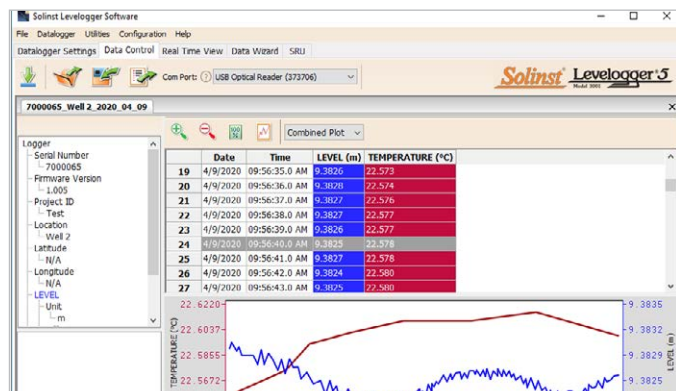 Solinst Levelogger Software
File Datalogger Utilities Configuration Help
Datalogger Settings Data Control Real Time View Data Wizard SRU
Com Port: ? USB Optical Reader (373706)
Solinst Levelogger 5
Model 3001
7000065_Well 2_2020_04_09
Combined Plot
Logger
Serial Number
7000065
Firmware Version
1.005
Project ID
Test
Location
Well 2
Latitude
N/A
Longitude
N/A
LEVEL
Unit
m
Date Time LEVEL (m) TEMPERATURE (°C)
19 4/9/2020 09:56:35.0 AM 9.3826 22.573
20 4/9/2020 09:56:36.0 AM 9.3828 22.574
21 4/9/2020 09:56:37.0 AM 9.3827 22.576
22 4/9/2020 09:56:38.0 AM 9.3827 22.577
23 4/9/2020 09:56:39.0 AM 9.3826 22.577
24 4/9/2020 09:56:40.0 AM 9.3825 22.578
25 4/9/2020 09:56:41.0 AM 9.3827 22.578
26 4/9/2020 09:56:42.0 AM 9.3824 22.580
27 4/9/2020 09:56:43.0 AM 9.3825 22.580
TEMPERATURE (°C)
22.6220
22.6037
22.5855
22.5672
9.3835
9.3832
9.3829
9.3825
LEVEL (m)